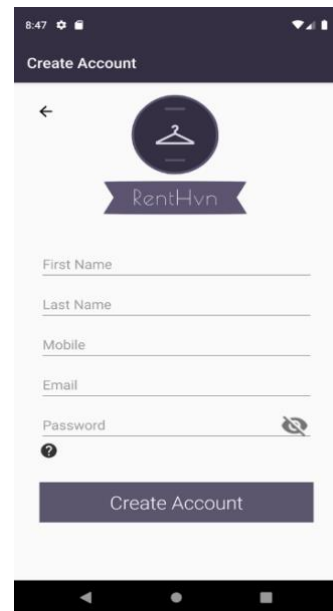 8:47
Create Account
RentHvn
First Name
Last Name
Mobile
Email
Password
?
Create Account